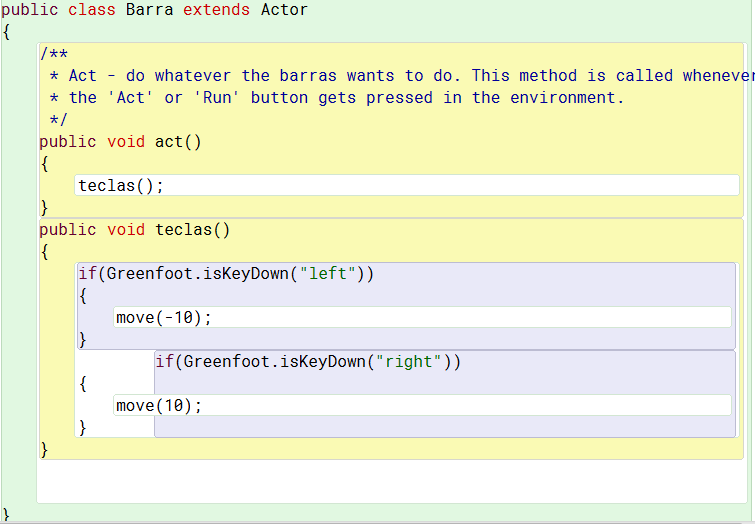 public class Barra extends Actor
{
/**
* Act - do whatever the barras wants to do. This method is called whenever
* the 'Act' or 'Run' button gets pressed in the environment.
*/
public void act()
{
teclas();
}
public void teclas()
{
if(Greenfoot.isKeyDown("left"))
{
move(-10);
}
if(Greenfoot.isKeyDown("right"))
{
move(10);
}
}
}